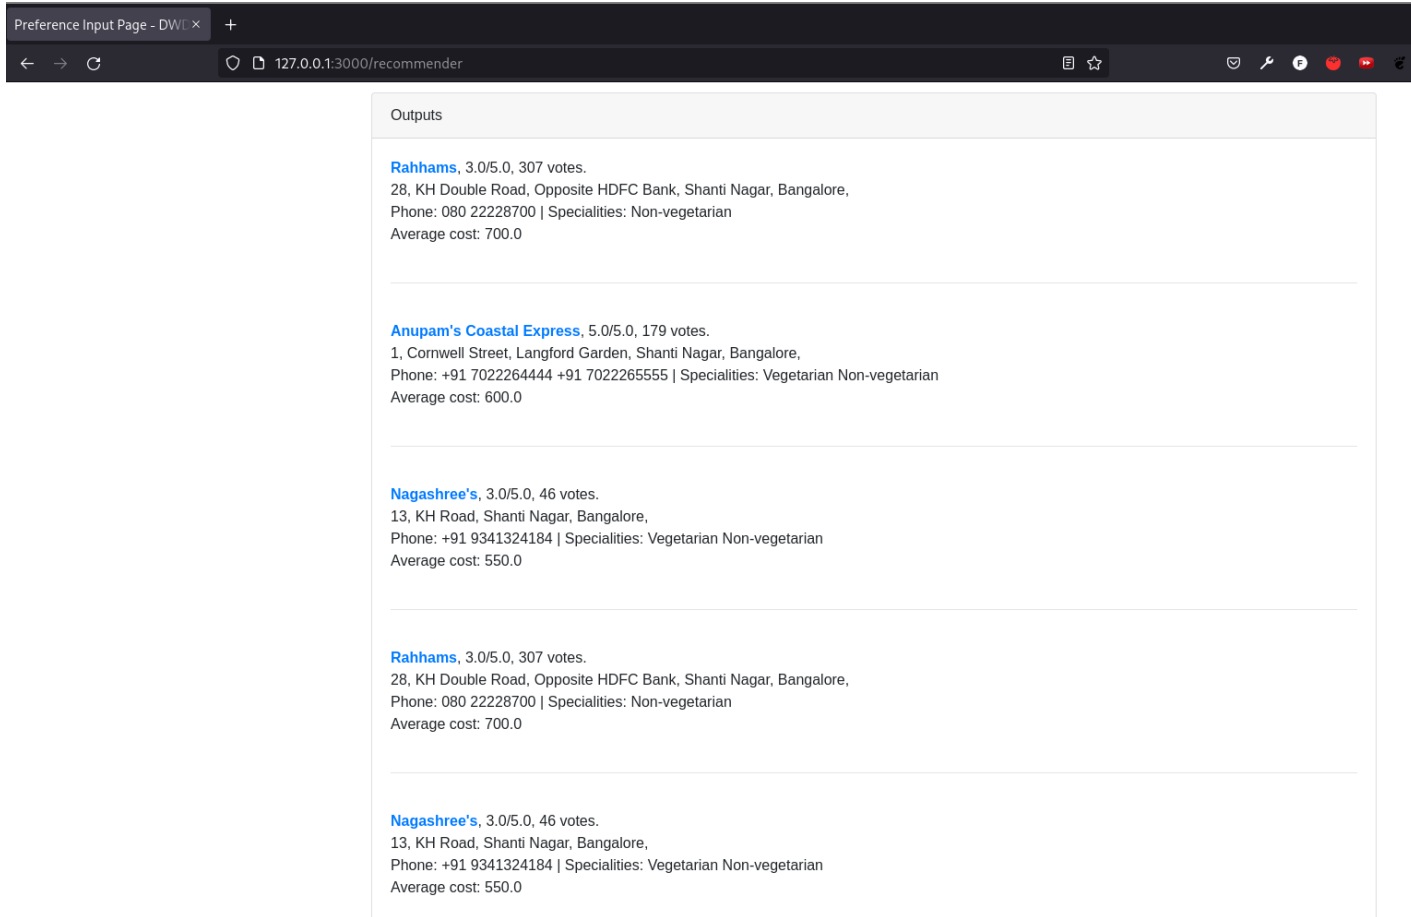 Preference Input Page - DWD
127.0.0.1:3000/recommender
Outputs
Rahhams, 3.0/5.0, 307 votes.
28, KH Double Road, Opposite HDFC Bank, Shanti Nagar, Bangalore,
Phone: 080 22228700 | Specialities: Non-vegetarian
Average cost: 700.0
Anupam's Coastal Express, 5.0/5.0, 179 votes.
1, Cornwell Street, Langford Garden, Shanti Nagar, Bangalore,
Phone: +91 7022264444 +91 7022265555 | Specialities: Vegetarian Non-vegetarian
Average cost: 600.0
Nagashree's, 3.0/5.0, 46 votes.
13, KH Road, Shanti Nagar, Bangalore,
Phone: +91 9341324184 | Specialities: Vegetarian Non-vegetarian
Average cost: 550.0
Rahhams, 3.0/5.0, 307 votes.
28, KH Double Road, Opposite HDFC Bank, Shanti Nagar, Bangalore,
Phone: 080 22228700 | Specialities: Non-vegetarian
Average cost: 700.0
Nagashree's, 3.0/5.0, 46 votes.
13, KH Road, Shanti Nagar, Bangalore,
Phone: +91 9341324184 | Specialities: Vegetarian Non-vegetarian
Average cost: 550.0